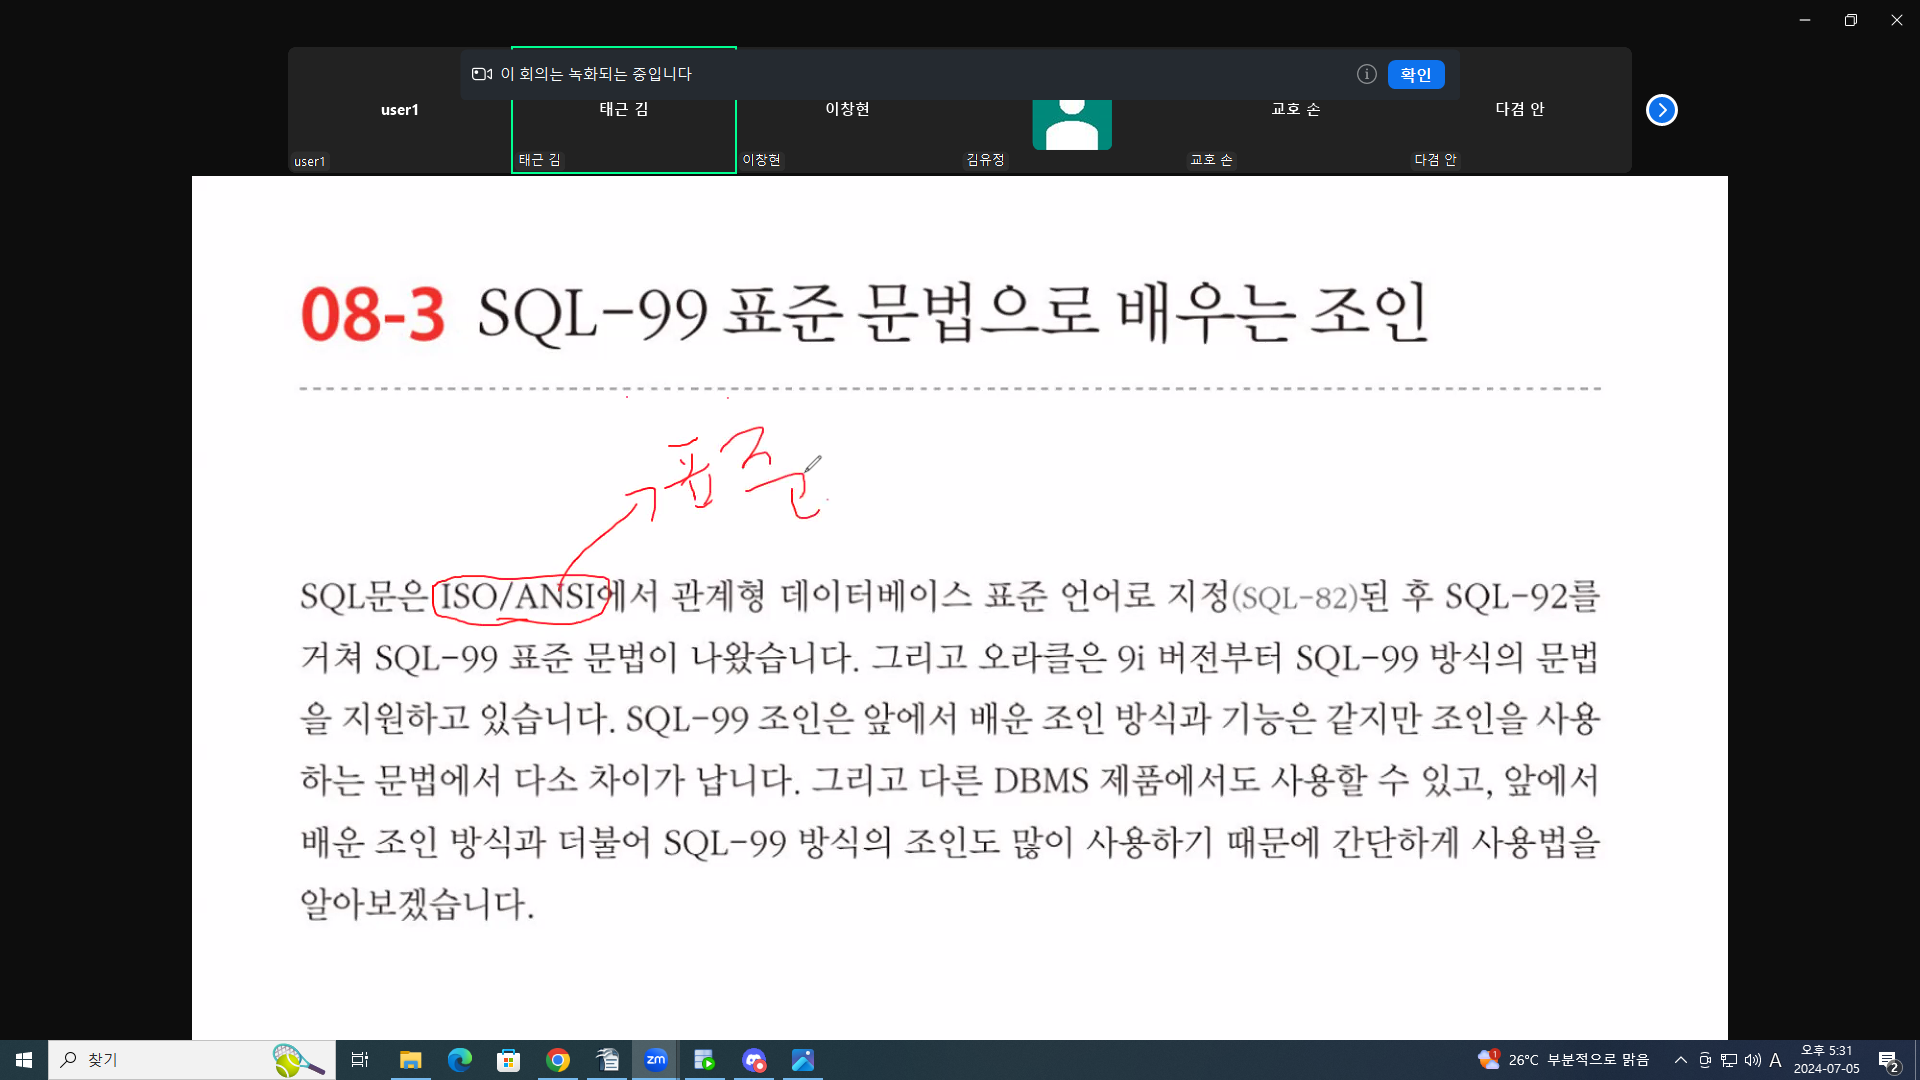 이 회의는 녹화되는 중입니다
확인
user1
태근 김
이창현
교호 손
다겸 안
user1
태근 김
이창현
김유정
교호 손
다겸 안
08-3 SQL-99 표준 문법으로 배우는 조인
표준
SQL문은 ISO/ANSI에서 관계형 데이터베이스 표준 언어로 지정(SQL-82)된 후 SQL-92를
거쳐 SQL-99 표준 문법이 나왔습니다. 그리고 오라클은 9i 버전부터 SQL-99 방식의 문법
을 지원하고 있습니다. SQL-99 조인은 앞에서 배운 조인 방식과 기능은 같지만 조인을 사용
하는 문법에서 다소 차이가 납니다. 그리고 다른 DBMS 제품에서도 사용할 수 있고, 앞에서
배운 조인 방식과 더불어 SQL-99 방식의 조인도 많이 사용하기 때문에 간단하게 사용법을
알아보겠습니다.
찾기
zm
1
26°C 부분적으로 맑음
A
오후 5:31
2024-07-05
2